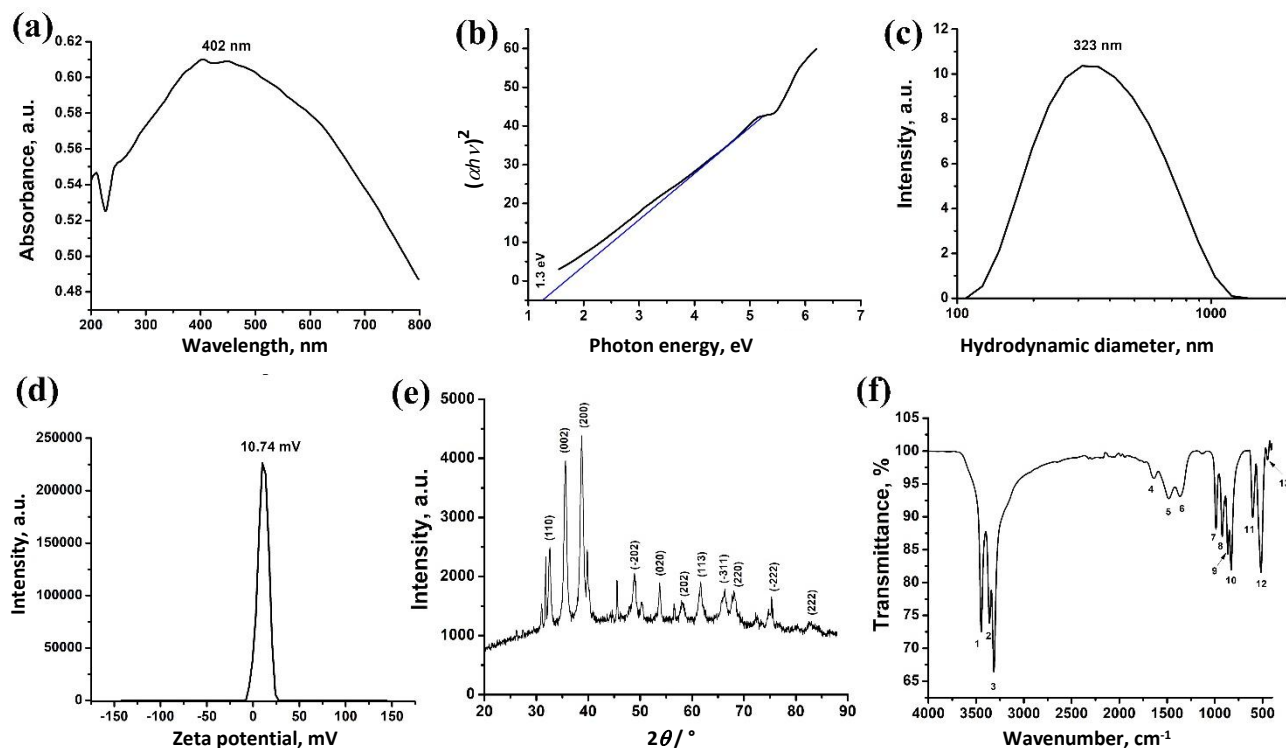 (a)
402 nm
0.62
0.60
0.58
0.56
0.54
0.52
0.50
0.48
Absorbance, a.u.
200 300 400 500 600 700 800
Wavelength, nm
(b)
60
50
40
30
20
10
0
(αhν)²
1.3 eV
1 2 3 4 5 6 7
Photon energy, eV
(c)
323 nm
12
10
8
6
4
2
0
Intensity, a.u.
100 1000
Hydrodynamic diameter, nm
(d)
10.74 mV
250000
200000
150000
100000
50000
0
Intensity, a.u.
-150 -100 -50 0 50 100 150
Zeta potential, mV
(e)
5000
4000
3000
2000
1000
0
Intensity, a.u.
(110)
(002)
(200)
(-202)
(020)
(202)
(113)
(-311)
(220)
(-222)
(222)
20 30 40 50 60 70 80 90
2θ / °
(f)
105
100
95
90
85
80
75
70
65
Transmittance, %
1
2
3
4
5
6
7
8
9
10
11
12
13
4000 3500 3000 2500 2000 1500 1000 500
Wavenumber, cm-1